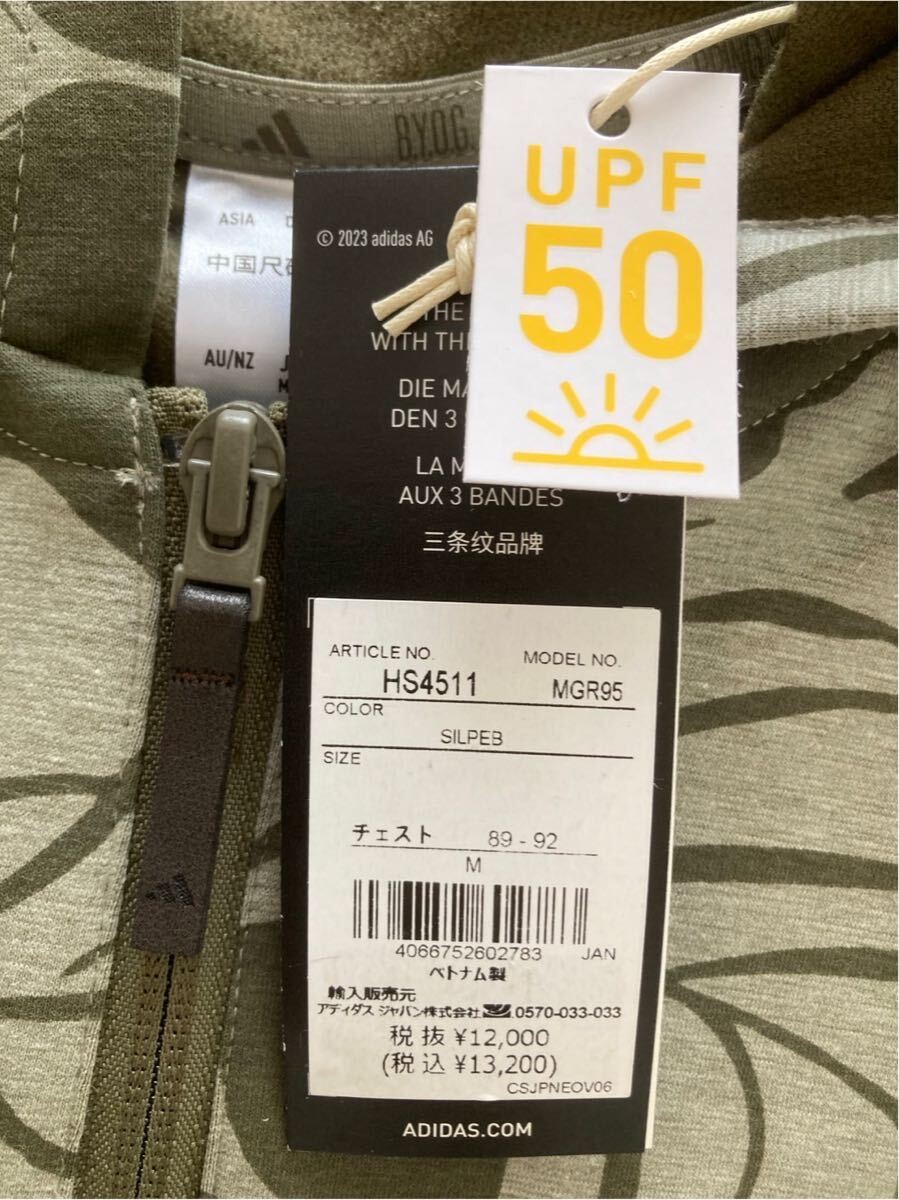 B.Y.O.G.
UPF
50
ASIA
中国尺
AU/NZ
© 2023 adidas AG
THE
WITH THE
DIE MA
DEN 3
LA M
AUX 3 BANDES
三条纹品牌
ARTICLE NO.
MODEL NO.
HS4511
MGR95
COLOR
SILPEB
SIZE
チェスト 89 - 92
M
4066752602783 JAN
ベトナム製
輸入販売元
アディダス ジャパン株式会社 0570-033-033
税抜 ¥12,000
(税込 ¥13,200)
CSJPNEOV06
ADIDAS.COM